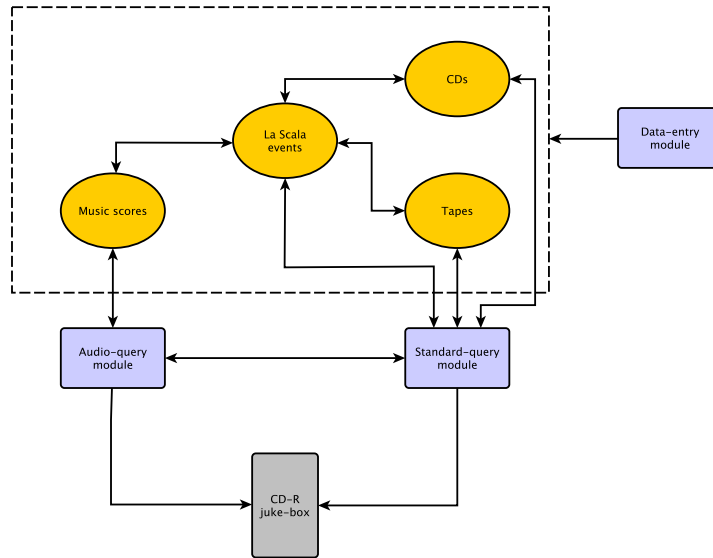 CDs
La Scala
events
Data-entry
module
Music scores
Tapes
Audio-query
module
Standard-query
module
CD-R
juke-box